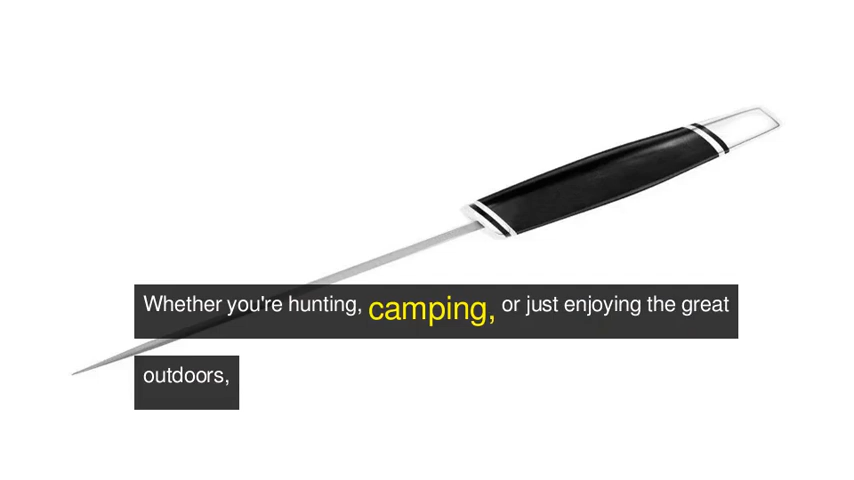 Whether you're hunting, camping, or just enjoying the great
outdoors,